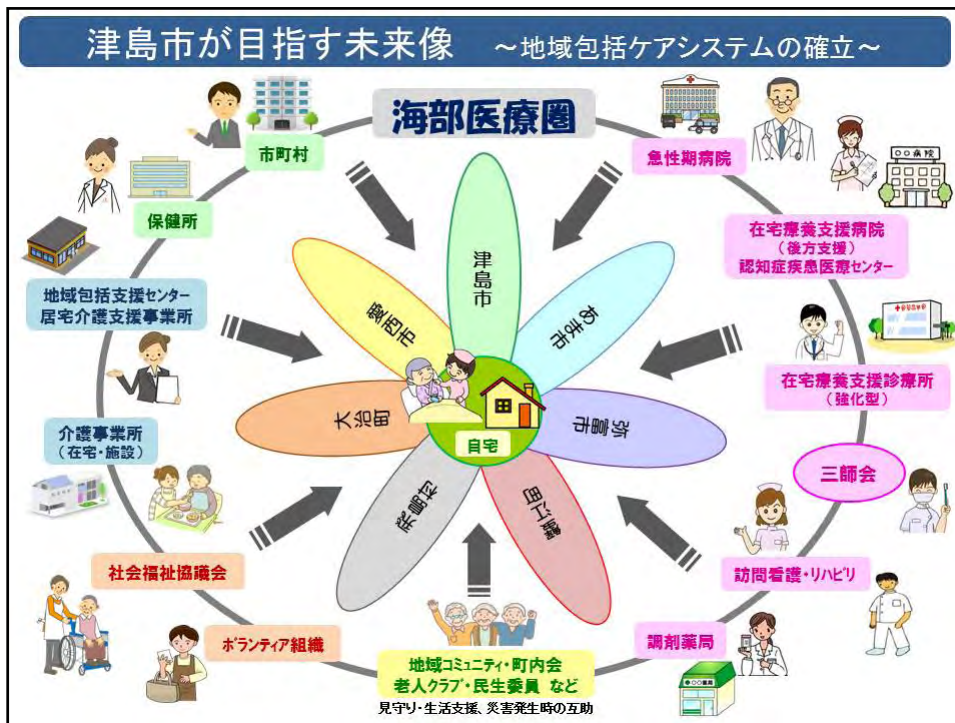 津島市が目指す未来像 ～地域包括ケアシステムの確立～
海部医療圏
市町村
保健所
地域包括支援センター
居宅介護支援事業所
介護事業所
(在宅・施設)
社会福祉協議会
ボランティア組織
地域コミュニティ・町内会
老人クラブ・民生委員 など
見守り・生活支援、災害発生時の互助
急性期病院
〇〇病院
在宅療養支援病院
(後方支援)
認知症疾患医療センター
在宅療養支援診療所
(強化型)
三師会
訪問看護・リハビリ
調剤薬局
〇〇薬局
津島市
あま市
弥富市
蟹江町
飛島村
大治町
愛西市
自宅